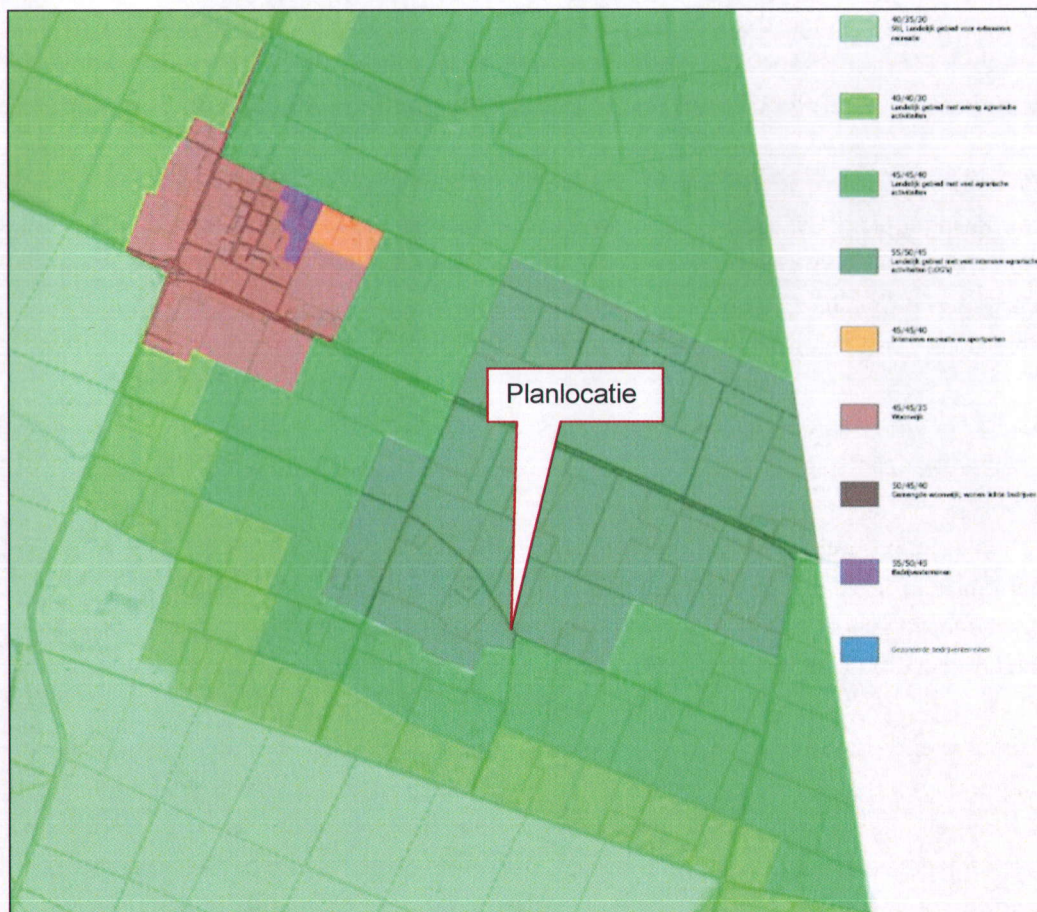 Planlocatie
40/35/20
Stil, Landelijk gebied voor extensieve
recreatie
40/40/30
Landelijk gebied met weinig agrarische
activiteiten
45/45/40
Landelijk gebied met veel agrarische
activiteiten
55/50/45
Landelijk gebied met veel intensieve agrarische
activiteiten
45/45/40
Intensieve recreatie en sportparken
45/45/35
Woonwijk
50/45/40
Gemengde woonwijk, wonen lichte bedrijven
55/50/45
Bedrijventerreinen
Gezoneerde bedrijventerreinen